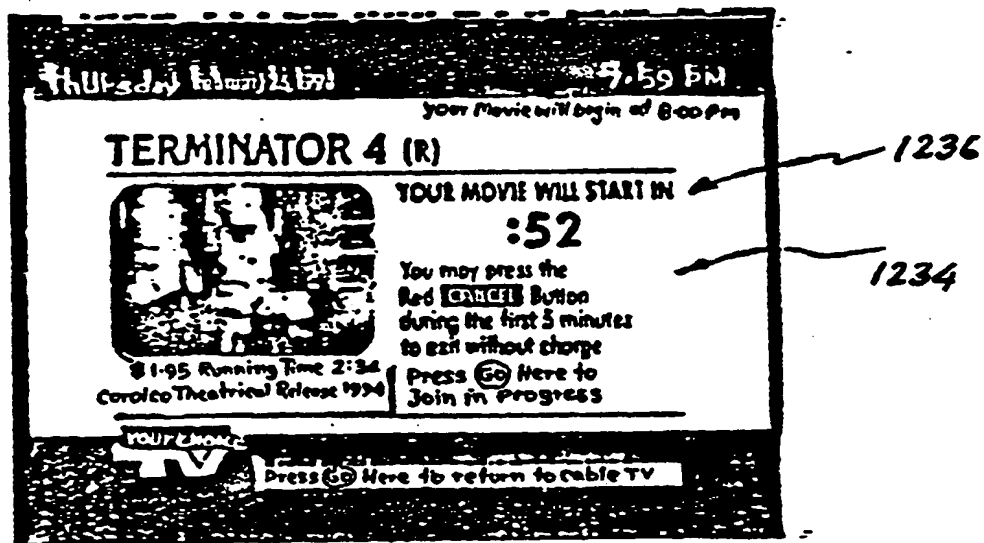 Thursday
7:59 PM
Your Movie will begin at 8:00 PM
TERMINATOR 4 (R)
1236
YOUR MOVIE WILL START IN
:52
1234
You may press the
Red CANCEL Button
during the first 5 minutes
to exit without charge
$1.95 Running Time 2:34
Carolco Theatrical Release 1994
Press Go Here to
Join in Progress
YOUR CHOICE
TV
Press Go Here to return to cable TV